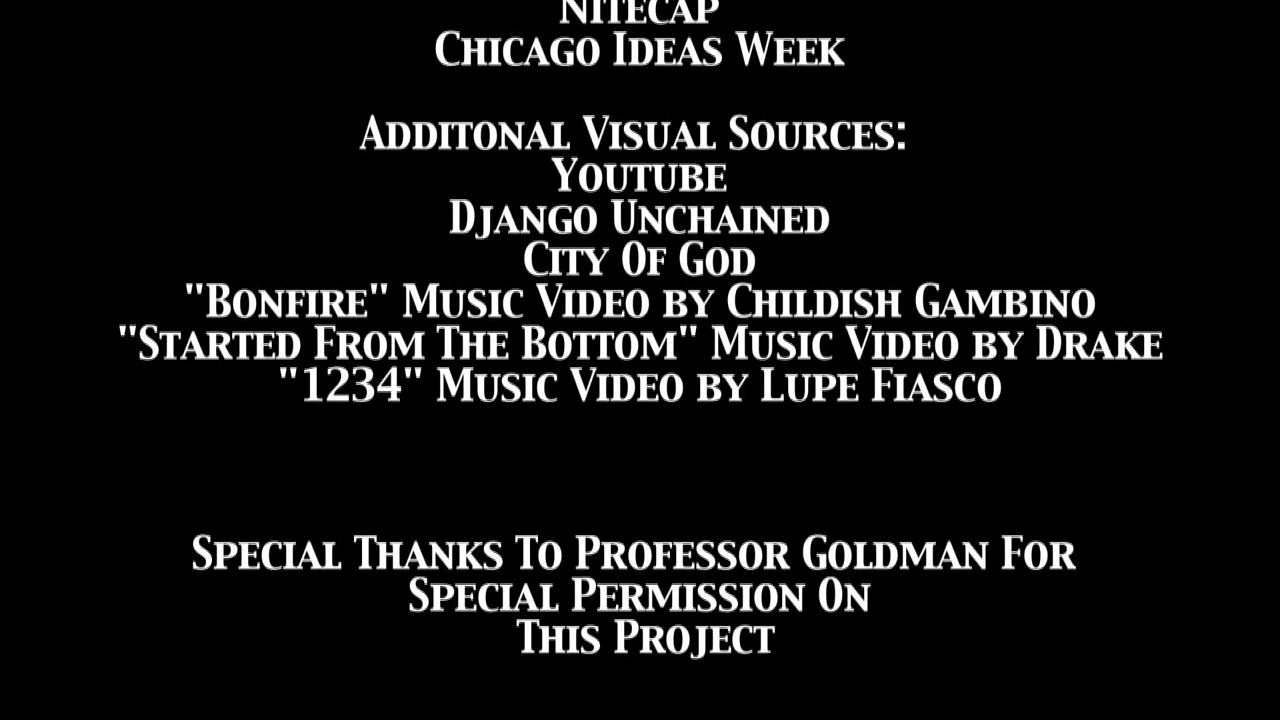 Nitecap
Chicago Ideas Week
Additonal Visual Sources:
Youtube
Django Unchained
City Of God
"Bonfire" Music Video by Childish Gambino
"Started From The Bottom" Music Video by Drake
"1234" Music Video by Lupe Fiasco
Special Thanks To Professor Goldman For
Special Permission On
This Project